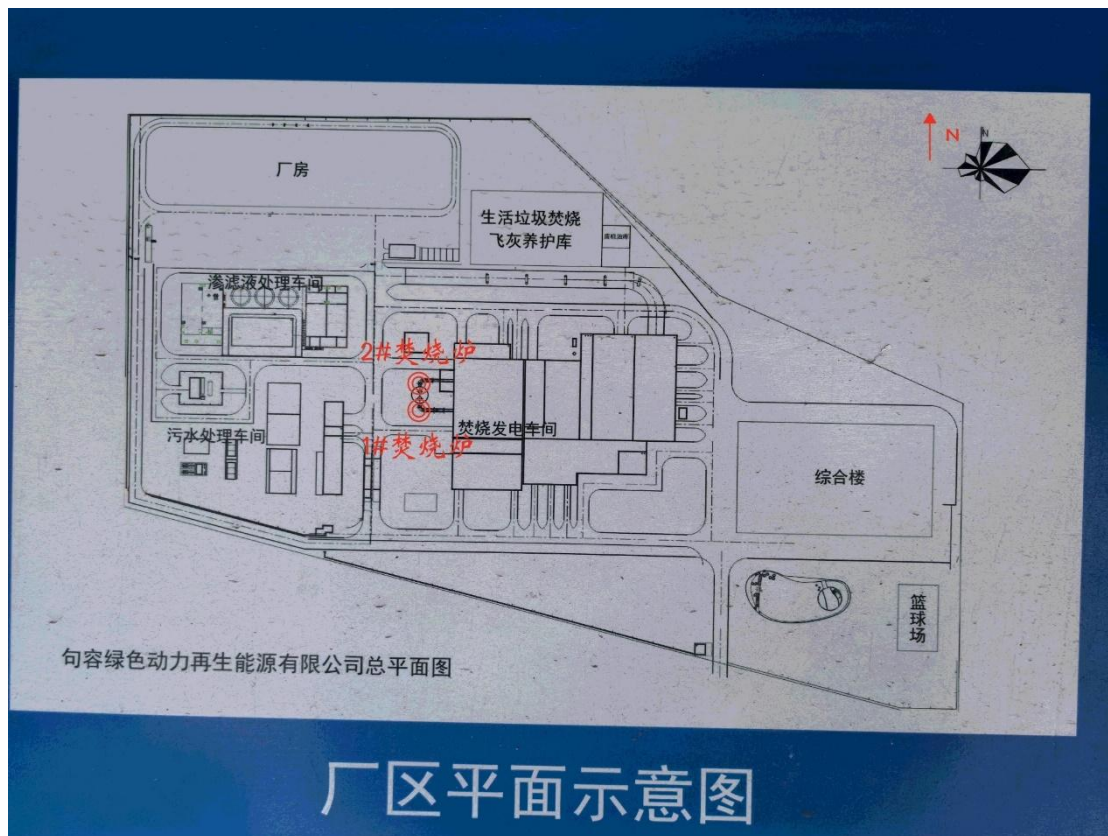 N
N
厂房
生活垃圾焚烧
飞灰养护库
渗滤液处理车间
2#焚烧炉
焚烧发电车间
污水处理车间
1#焚烧炉
综合楼
篮球场
句容绿色动力再生能源有限公司总平面图
厂区平面示意图